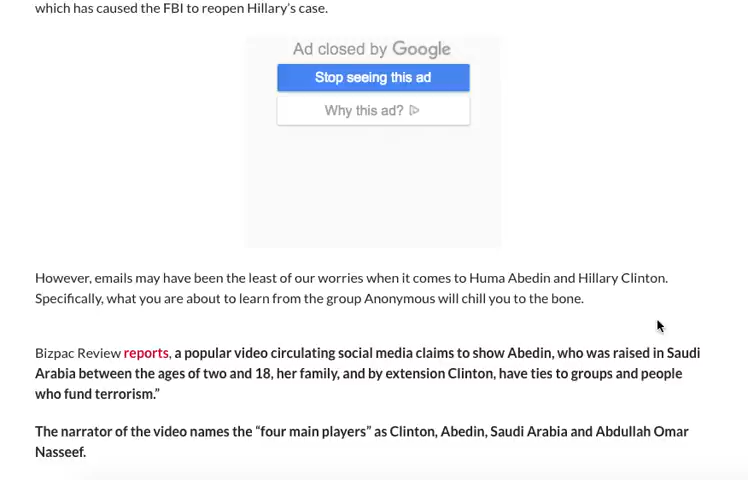 which has caused the FBI to reopen Hillary's case.
Ad closed by Google
Stop seeing this ad
Why this ad?
However, emails may have been the least of our worries when it comes to Huma Abedin and Hillary Clinton.
Specifically, what you are about to learn from the group Anonymous will chill you to the bone.
Bizpac Review reports, a popular video circulating social media claims to show Abedin, who was raised in Saudi
Arabia between the ages of two and 18, her family, and by extension Clinton, have ties to groups and people
who fund terrorism.”
The narrator of the video names the “four main players” as Clinton, Abedin, Saudi Arabia and Abdullah Omar
Nasseef.